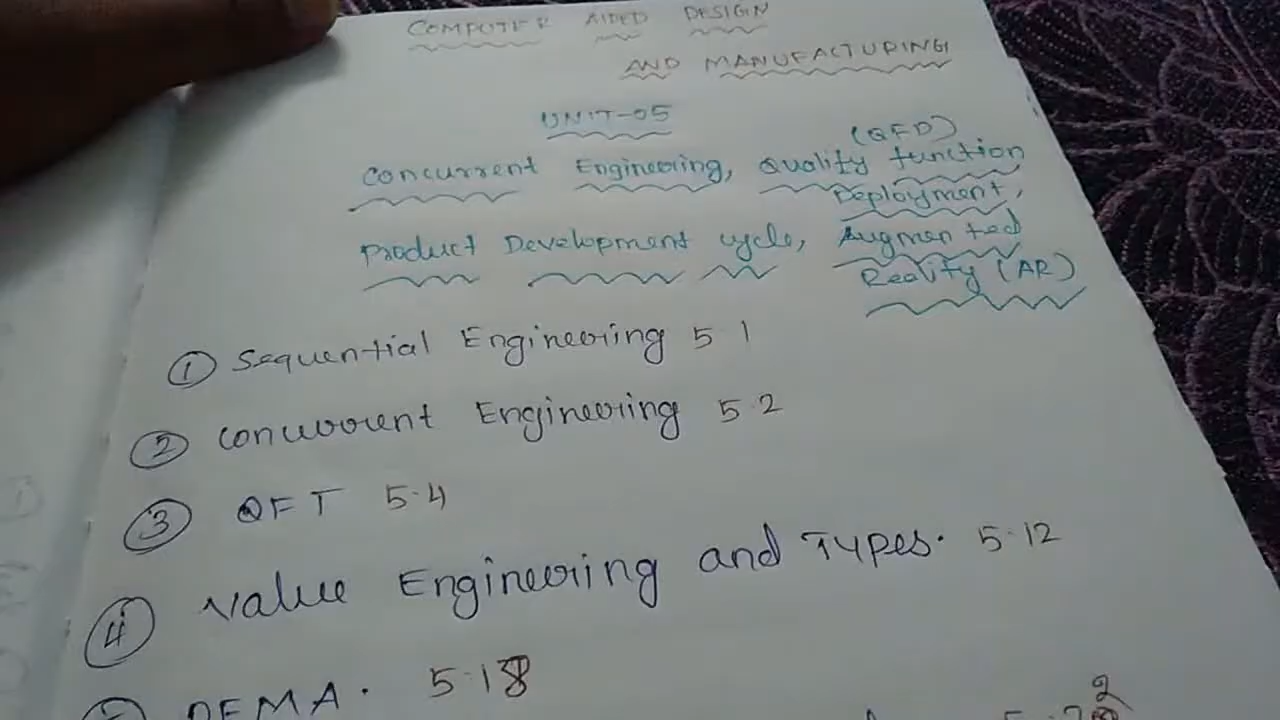 COMPUTER AIDED DESIGN
AND MANUFACTURING
UNIT-05
(QFD)
Concurrent Engineering, Quality function
Deployment,
Product Development cycle, Augmented
Reality (AR)
① Sequential Engineering 5.1
② Concurrent Engineering 5.2
③ QFT 5.4
④ Value Engineering and Types. 5.12
DFMA. 5.18